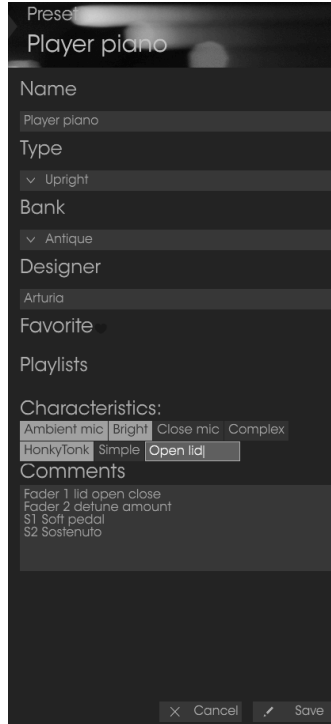 Preset
Player piano
Name
Player piano
Type
Upright
Bank
Antique
Designer
Arturia
Favorite
Playlists
Characteristics:
Ambient mic Bright Close mic Complex
HonkyTonk Simple Open lid
Comments
Fader 1 lid open close
Fader 2 detune amount
S1 Soft pedal
S2 Sostenuto
Cancel Save